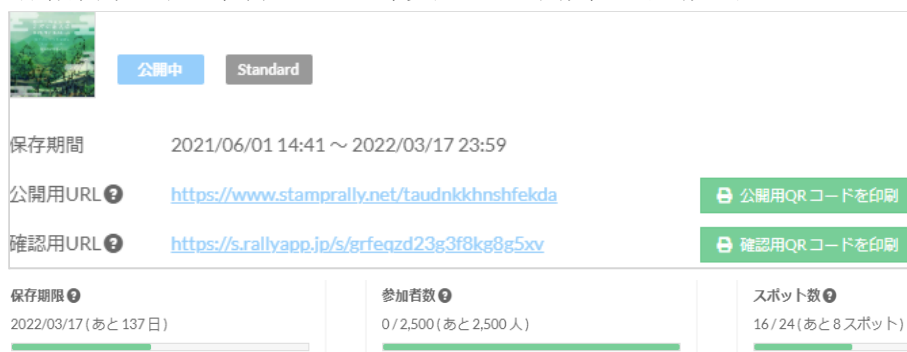 公開中 Standard
保存期間 2021/06/01 14:41 ～ 2022/03/17 23:59
公開用URL ? https://www.stamprally.net/taudnkkhnshfekda 公開用QRコードを印刷
確認用URL ? https://s.rallyapp.jp/s/grfeqzd23g3f8kg8g5xv 確認用QRコードを印刷
保存期限 ? 参加者数 ? スポット数 ?
2022/03/17 (あと 137 日) 0 / 2,500 (あと 2,500 人) 16 / 24 (あと 8 スポット)